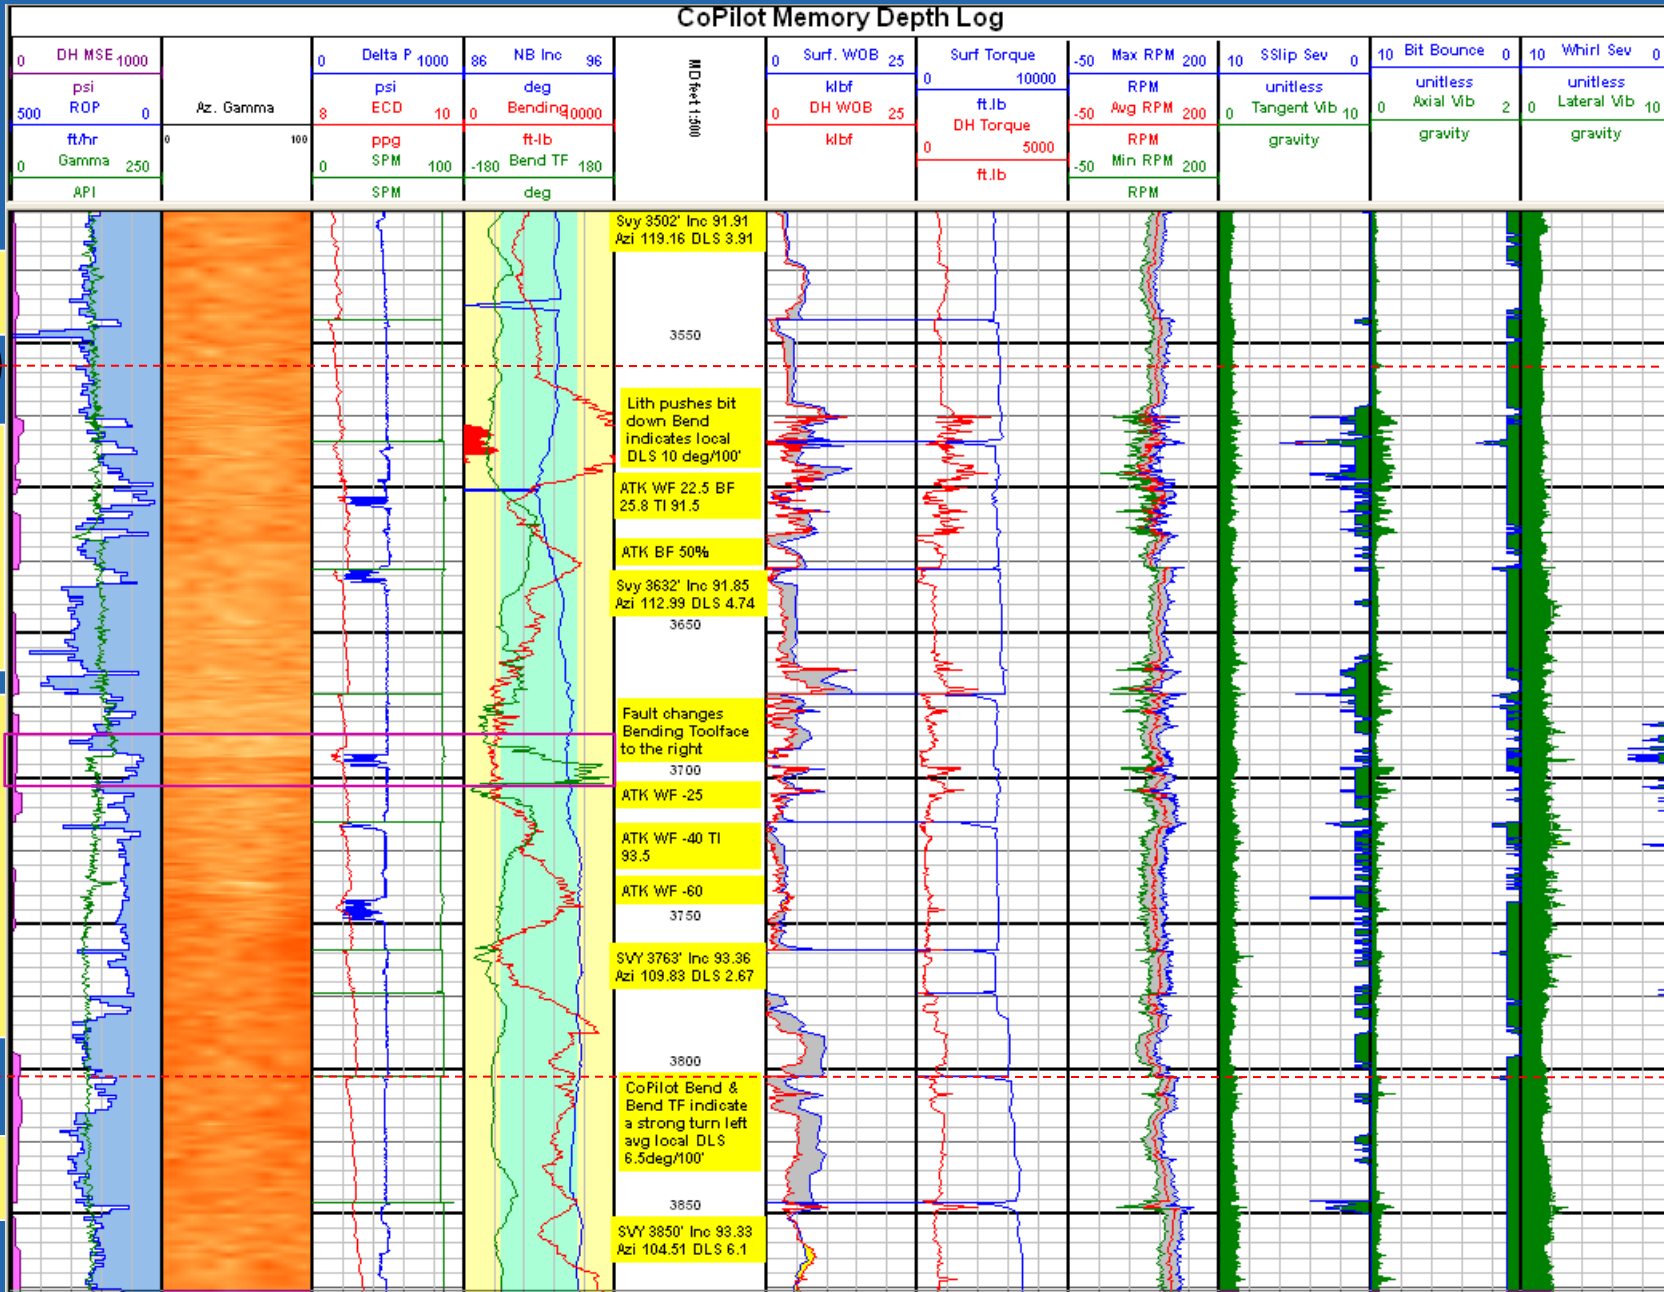 CoPilot Memory Depth Log
0 DH MSE 1000
psi
500 ROP 0
ft/hr
0 Gamma 250
API
Az. Gamma
0 100
0 Delta P 1000
psi
8 ECD 10
ppg
0 SPM 100
SPM
86 NB Inc 96
deg
0 Bending 10000
ft-lb
-180 Bend TF 180
deg
MD feet 1:500
0 Surf. WOB 25
klbf
0 DH WOB 25
klbf
Surf Torque
0 10000
ft.lb
DH Torque
0 5000
ft.lb
-50 Max RPM 200
RPM
-50 Avg RPM 200
RPM
-50 Min RPM 200
RPM
10 SSlip Sev 0
unitless
0 Tangent Vib 10
gravity
10 Bit Bounce 0
unitless
0 Axial Vib 2
gravity
10 Whirl Sev 0
unitless
0 Lateral Vib 10
gravity
Svy 3502' Inc 91.91
Azi 119.16 DLS 3.91
3550
Lith pushes bit
down Bend
indicates local
DLS 10 deg/100'
ATK WF 22.5 BF
25.8 TI 91.5
ATK BF 50%
Svy 3632' Inc 91.85
Azi 112.99 DLS 4.74
3650
Fault changes
Bending Toolface
to the right
3700
ATK WF -25
ATK WF -40 TI
93.5
ATK WF -60
3750
SVY 3763' Inc 93.36
Azi 109.83 DLS 2.67
3800
CoPilot Bend &
Bend TF indicate
a strong turn left
avg local DLS
6.5deg/100'
3850
SVY 3850' Inc 93.33
Azi 104.51 DLS 6.1